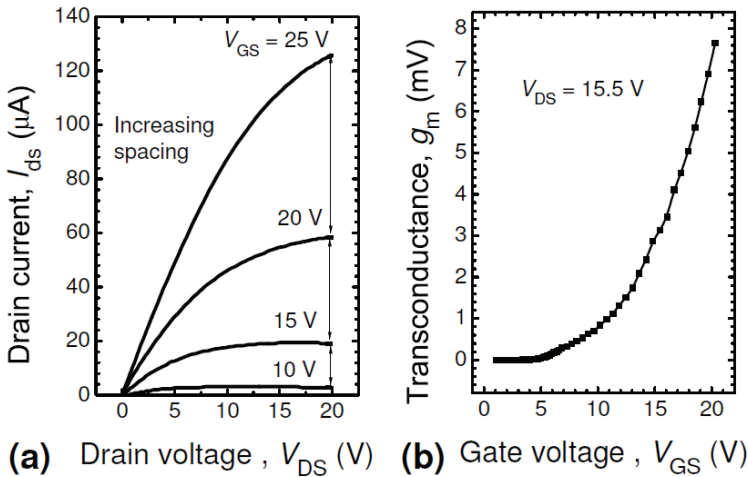 140
120
100
80
60
40
20
0
0
5
10
15
20
Drain current, I_ds (μA)
V_GS = 25 V
Increasing
spacing
20 V
15 V
10 V
(a) Drain voltage , V_DS (V)
8
7
6
5
4
3
2
1
0
0
5
10
15
20
Transconductance, g_m (mV)
V_DS = 15.5 V
(b) Gate voltage , V_GS (V)